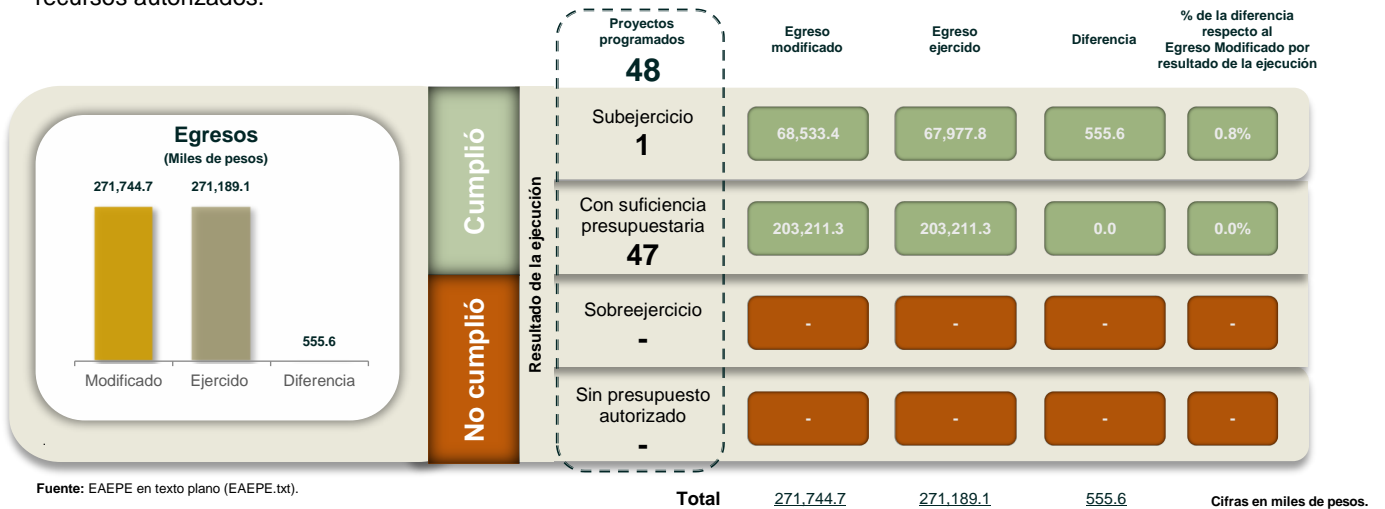 recursos autorizados.
Proyectos
programados
48
Egreso
modificado
Egreso
ejercido
Diferencia
% de la diferencia
respecto al
Egreso Modificado por
resultado de la ejecución
Egresos
(Miles de pesos)
271,744.7
271,189.1
555.6
Modificado
Ejercido
Diferencia
.
Cumplió
No cumplió
Resultado de la ejecución
Subejercicio
1
68,533.4
67,977.8
555.6
0.8%
Con suficiencia
presupuestaria
47
203,211.3
203,211.3
0.0
0.0%
Sobreejercicio
-
-
-
-
-
Sin presupuesto
autorizado
-
-
-
-
-
Fuente: EAEPE en texto plano (EAEPE.txt).
Total
271,744.7
271,189.1
555.6
Cifras en miles de pesos.